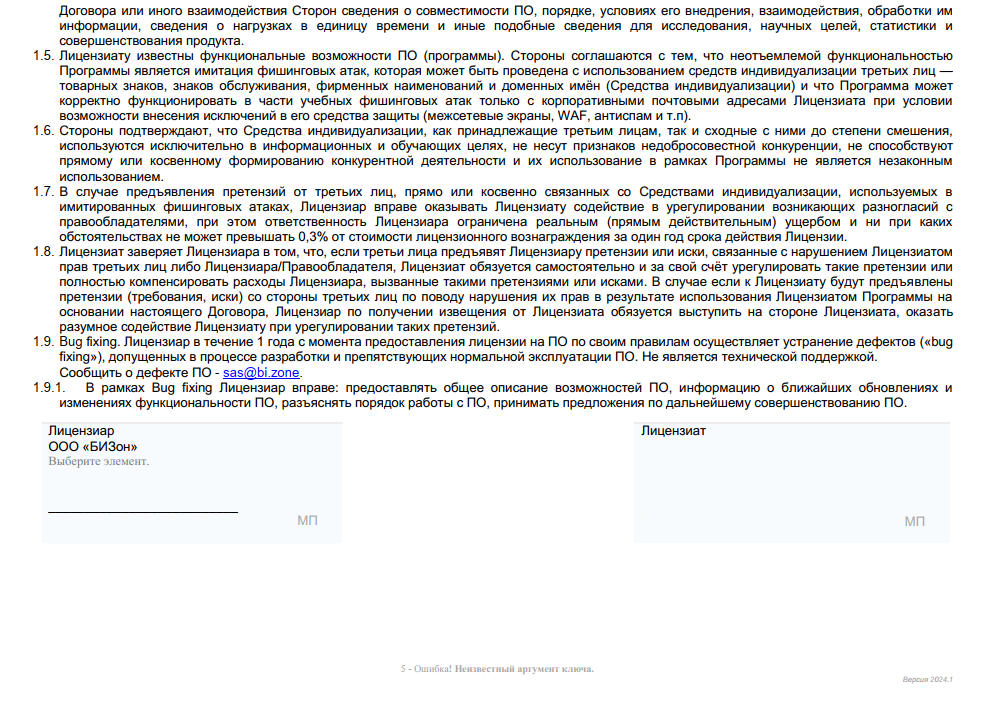 Договора или иного взаимодействия Сторон сведения о совместимости ПО, порядке, условиях его внедрения, взаимодействия, обработки им
информации, сведения о нагрузках в единицу времени и иные подобные сведения для исследования, научных целей, статистики и
совершенствования продукта.
1.5. Лицензиату известны функциональные возможности ПО (программы). Стороны соглашаются с тем, что неотъемлемой функциональностью
Программы является имитация фишинговых атак, которая может быть проведена с использованием средств индивидуализации третьих лиц —
товарных знаков, знаков обслуживания, фирменных наименований и доменных имён (Средства индивидуализации) и что Программа может
корректно функционировать в части учебных фишинговых атак только с корпоративными почтовыми адресами Лицензиата при условии
возможности внесения исключений в его средства защиты (межсетевые экраны, WAF, антиспам и т.п).
1.6. Стороны подтверждают, что Средства индивидуализации, как принадлежащие третьим лицам, так и сходные с ними до степени смешения,
используются исключительно в информационных и обучающих целях, не несут признаков недобросовестной конкуренции, не способствуют
прямому или косвенному формированию конкурентной деятельности и их использование в рамках Программы не является незаконным
использованием.
1.7. В случае предъявления претензий от третьих лиц, прямо или косвенно связанных со Средствами индивидуализации, используемых в
имитированных фишинговых атаках, Лицензиар вправе оказывать Лицензиату содействие в урегулировании возникающих разногласий с
правообладателями, при этом ответственность Лицензиара ограничена реальным (прямым действительным) ущербом и ни при каких
обстоятельствах не может превышать 0,3% от стоимости лицензионного вознаграждения за один год срока действия Лицензии.
1.8. Лицензиат заверяет Лицензиара в том, что, если третьи лица предъявят Лицензиару претензии или иски, связанные с нарушением Лицензиатом
прав третьих лиц либо Лицензиара/Правообладателя, Лицензиат обязуется самостоятельно и за свой счёт урегулировать такие претензии или
полностью компенсировать расходы Лицензиара, вызванные такими претензиями или исками. В случае если к Лицензиату будут предъявлены
претензии (требования, иски) со стороны третьих лиц по поводу нарушения их прав в результате использования Лицензиатом Программы на
основании настоящего Договора, Лицензиар по получении извещения от Лицензиата обязуется выступить на стороне Лицензиата, оказать
разумное содействие Лицензиату при урегулировании таких претензий.
1.9. Bug fixing. Лицензиар в течение 1 года с момента предоставления лицензии на ПО по своим правилам осуществляет устранение дефектов («bug
fixing»), допущенных в процессе разработки и препятствующих нормальной эксплуатации ПО. Не является технической поддержкой.
Сообщить о дефекте ПО - sas@bi.zone.
1.9.1. В рамках Bug fixing Лицензиар вправе: предоставлять общее описание возможностей ПО, информацию о ближайших обновлениях и
изменениях функциональности ПО, разъяснять порядок работы с ПО, принимать предложения по дальнейшему совершенствованию ПО.
Лицензиар
ООО «БИЗон»
Выберите элемент.
МП
Лицензиат
МП
5 - Ошибка! Неизвестный аргумент ключа.
Версия 2024.1